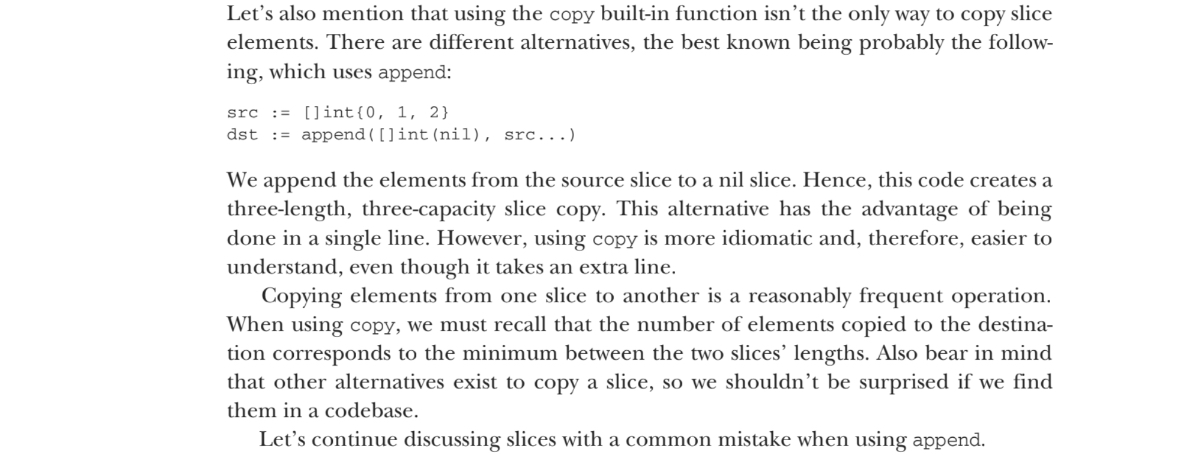 Let’s also mention that using the copy built-in function isn’t the only way to copy slice
elements. There are different alternatives, the best known being probably the follow-
ing, which uses append:
src := []int{0, 1, 2}
dst := append([]int(nil), src...)
We append the elements from the source slice to a nil slice. Hence, this code creates a
three-length, three-capacity slice copy. This alternative has the advantage of being
done in a single line. However, using copy is more idiomatic and, therefore, easier to
understand, even though it takes an extra line.
Copying elements from one slice to another is a reasonably frequent operation.
When using copy, we must recall that the number of elements copied to the destina-
tion corresponds to the minimum between the two slices’ lengths. Also bear in mind
that other alternatives exist to copy a slice, so we shouldn’t be surprised if we find
them in a codebase.
Let’s continue discussing slices with a common mistake when using append.